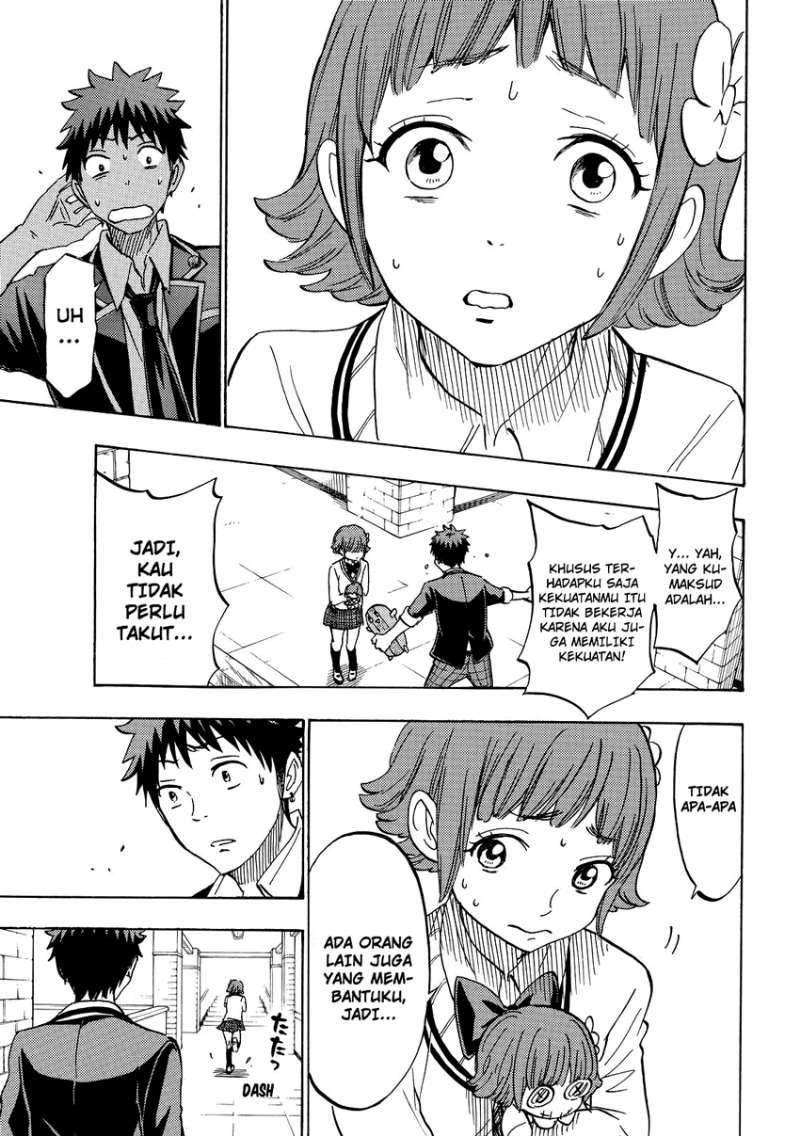 UH
...
Y... YAH,
YANG KU-
MAKSUD
ADALAH...
KHUSUS TER-
HADAPKU SAJA
KEKUATANMU ITU
TIDAK BEKERJA
KARENA AKU JU-
GA MEMILIKI
KEKUATAN!
JADI,
KAU
TIDAK
PERLU
TAKUT...
TIDAK
APA-APA
ADA ORANG
LAIN JUGA
YANG MEM-
BANTUKU,
JADI...
たたっ
DASH